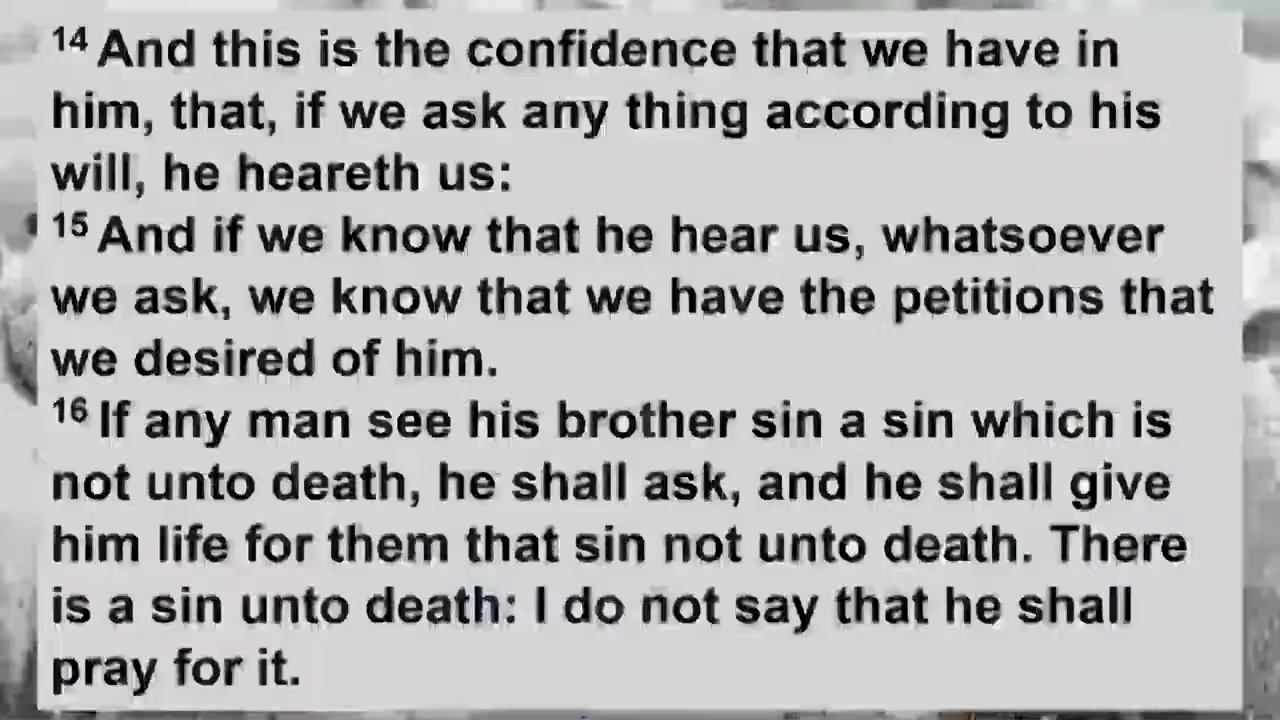 14 And this is the confidence that we have in
him, that, if we ask any thing according to his
will, he heareth us:
15 And if we know that he hear us, whatsoever
we ask, we know that we have the petitions that
we desired of him.
16 If any man see his brother sin a sin which is
not unto death, he shall ask, and he shall give
him life for them that sin not unto death. There
is a sin unto death: I do not say that he shall
pray for it.